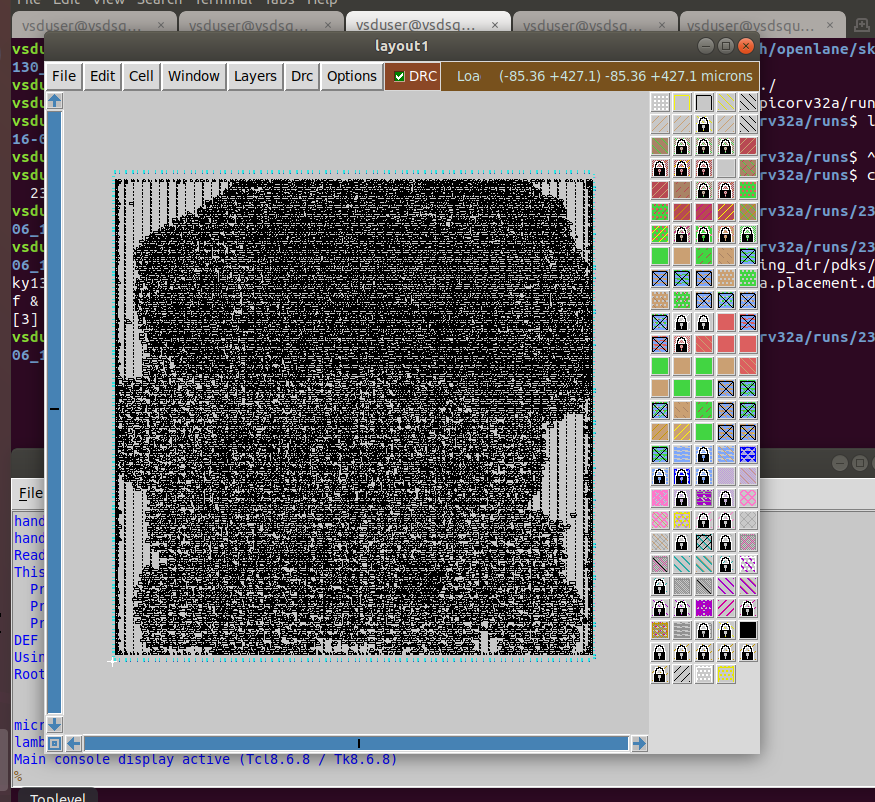 File Edit View Search Terminal Tabs Help
vsduser@vsdsq... × vsduser@vsdsq... × vsduser@vsdsq... × vsduser@vsdsq... × vsduser@vsdsqu... ×
layout1
File Edit Cell Window Layers Drc Options DRC Loa (-85.36 +427.1) -85.36 +427.1 microns
vsdu h/openlane/sk
130_
vsdu ./
vsdu picorv32a/run
vsdu rv32a/runs$ l
16-0
vsdu rv32a/runs$ ^
vsdu rv32a/runs$ c
23
vsdu rv32a/runs/23
06_1
vsdu rv32a/runs/23
06_1 ing_dir/pdks/
ky13 a.placement.d
f &
[3]
vsdu rv32a/runs/23
06_1
File
hand
hand
Read
This
Pr
Pr
Pr
DEF
Usin
Root
micr
lamb
Main console display active (Tcl8.6.8 / Tk8.6.8)
%
Toplevel